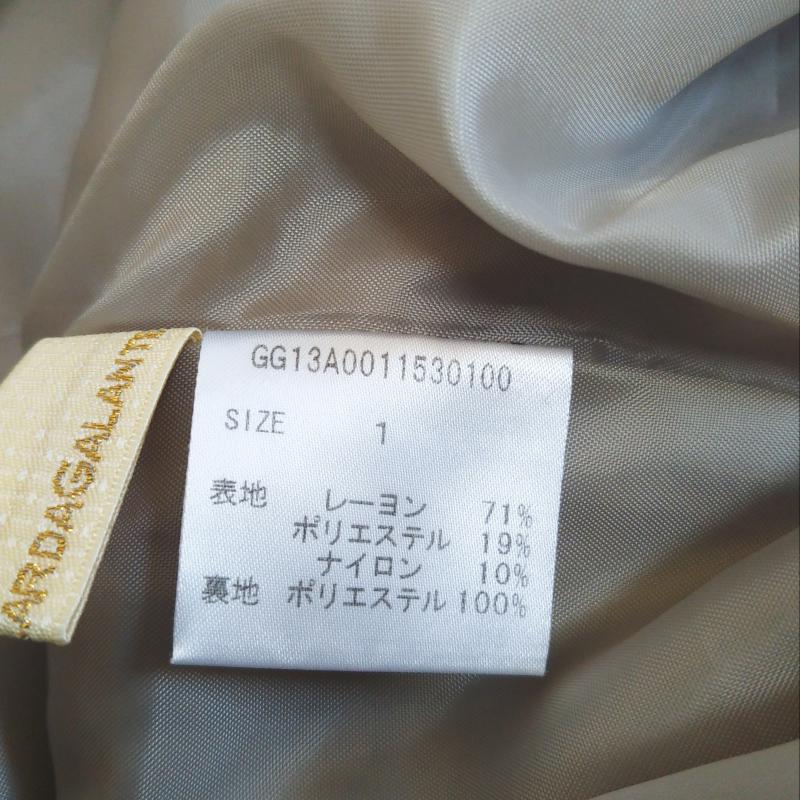 ARDAGALANTE
GG13A0011530100
SIZE 1
表地 レーヨン 71%
ポリエステル 19%
ナイロン 10%
裏地 ポリエステル 100%